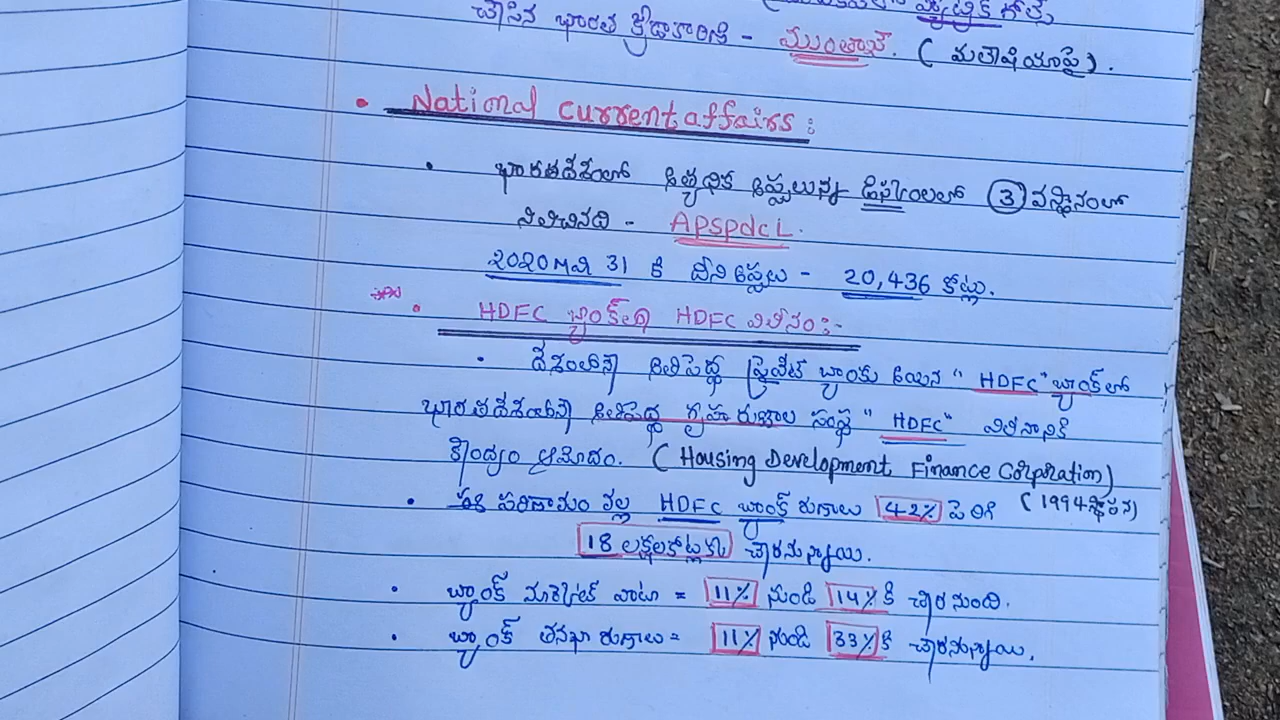 హ్యాట్రిక్ గోల్స్
చేసిన భారత క్రీడాకారిణి - ముంతాజ్. ( మలేషియాపై ) .
• National Current affairs :
• భారతదేశంలో అత్యధిక అప్పులున్న డిస్కంలలో ③ వస్థానంలో
నిలిచినది - APSPdCL.
2020 మార్చి 31 కి దీని అప్పులు - 20,436 కోట్లు.
• HDFC బ్యాంక్‌లో HDFC విలీనం :-
• దేశంలోని అతిపెద్ద ప్రైవేట్ బ్యాంకు అయిన " HDFC" బ్యాంక్‌లో
భారతదేశంలోని అతిపెద్ద గృహ రుణాల సంస్థ " HDFC" విలీనానికి
కేంద్రం ఆమోదం. ( Housing Development Finance Corporation)
• ఈ పరిణామం వల్ల HDFC బ్యాంక్ రుణాలు 42% పెరిగి (1994 స్థాపన)
18 లక్షలకోట్లకు చేరనున్నాయి.
• బ్యాంక్ మార్కెట్ వాటా = 11% నుండి 14% కి చేరనుంది.
• బ్యాంక్ తనఖా రుణాలు = 11% నుండి 33% కి చేరనున్నాయి.